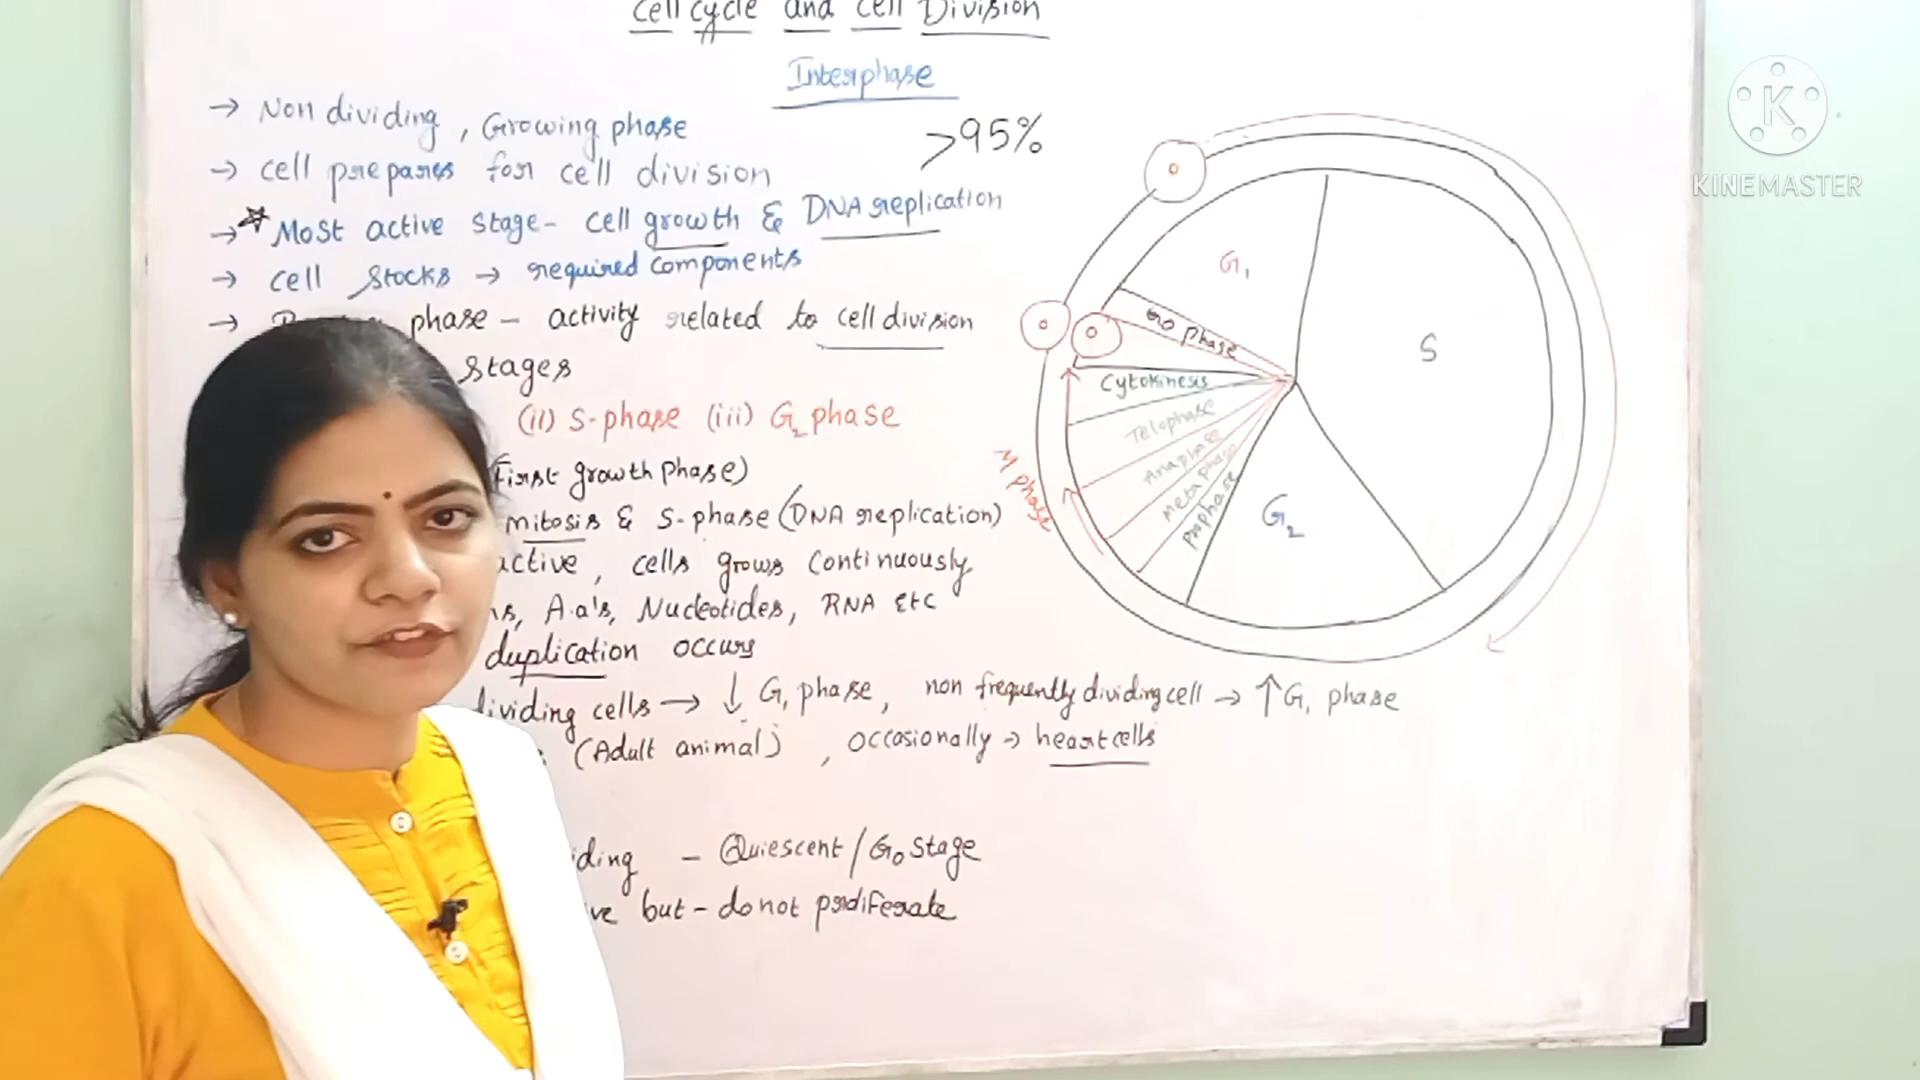 Cell cycle and Cell Division
Interphase
→ Non dividing, Growing phase
>95%
→ cell prepares for cell division
→ ☆ Most active stage - cell growth & DNA replication
→ cell stocks → required components
→ phase - activity related to cell division
stages
(ii) S-phase (iii) G₂ phase
First growth phase)
mitosis & S-phase (DNA replication)
active, cells grows continuously
A.a's, Nucleotides, RNA Etc
duplication occurs
dividing cells → ↓ G₁ phase, non frequently dividing cell → ↑ G₁ phase
(Adult animal), occasionally → heart cells
- Quiescent / G₀ stage
but - do not proliferate
G₁
G₀ phase
Cytokinesis
Telophase
Anaphase
Metaphase
Prophase
M phase
G₂
S
K
KINEMASTER